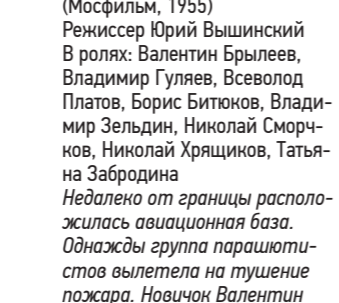 (Мосфильм, 1955)
Режиссер Юрий Вышинский
В ролях: Валентин Брылеев,
Владимир Гуляев, Всеволод
Платов, Борис Битюков, Влади-
мир Зельдин, Николай Сморч-
ков, Николай Хрящиков, Татья-
на Забродина
Недалеко от границы располо-
жилась авиационная база.
Однажды группа парашюти-
стов вылетела на тушение
пожара. Новичок Валентин